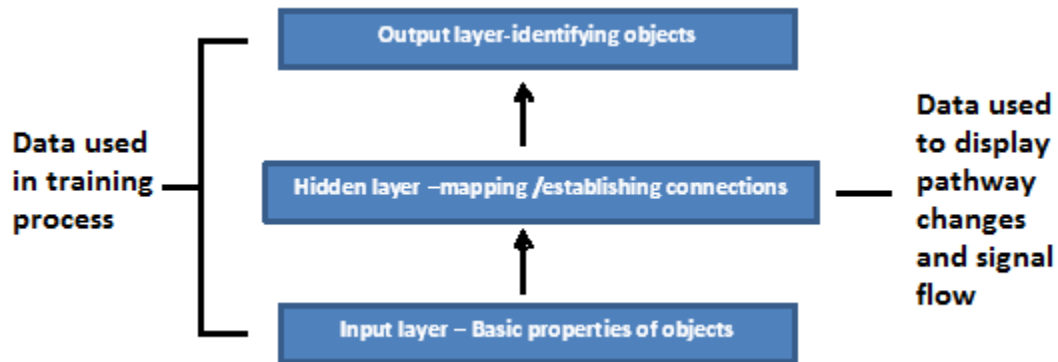 Output layer-identifying objects
Data used
in training
process
Hidden layer –mapping /establishing connections
Data used
to display
pathway
changes
and signal
flow
Input layer – Basic properties of objects